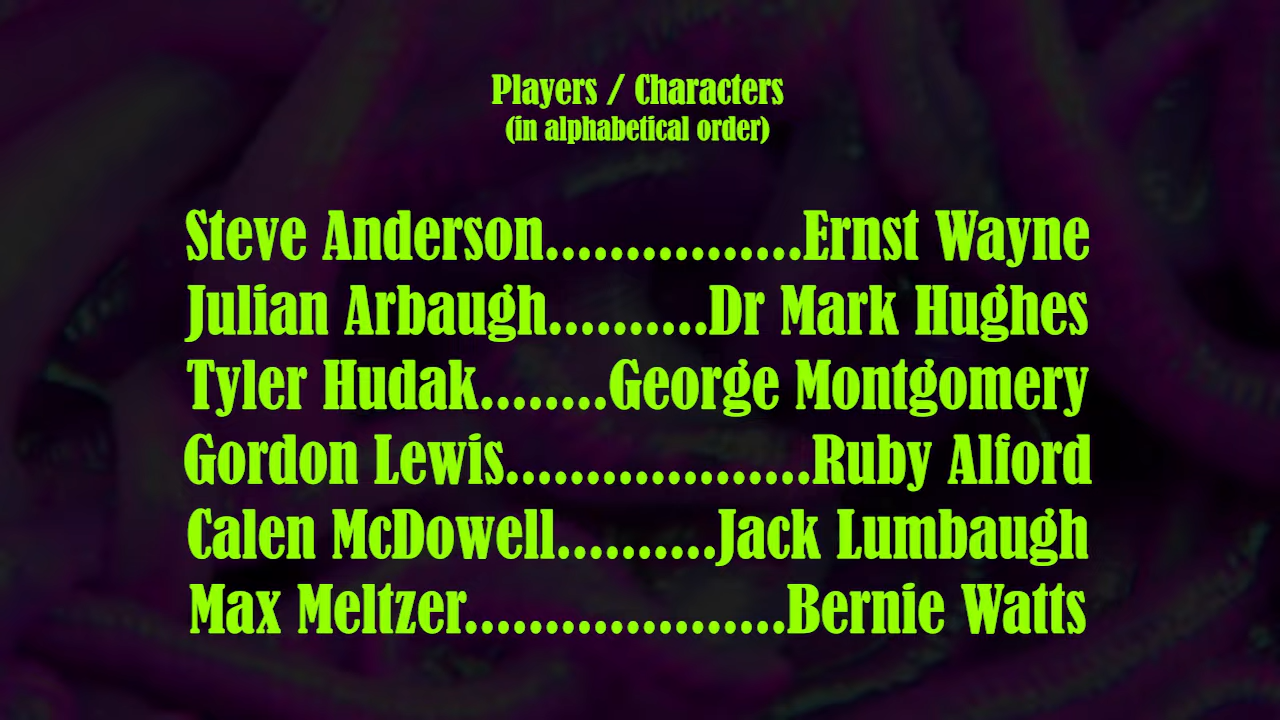 Players / Characters
(in alphabetical order)
Steve Anderson................Ernst Wayne
Julian Arbaugh..........Dr Mark Hughes
Tyler Hudak........George Montgomery
Gordon Lewis...................Ruby Alford
Calen McDowell..........Jack Lumbaugh
Max Meltzer....................Bernie Watts